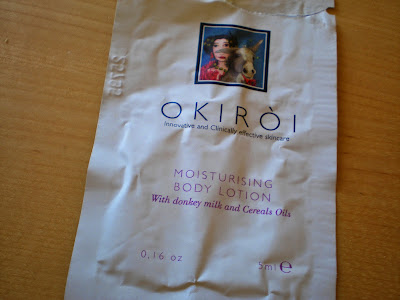 OKIRÒI
Innovative and Clinically effective skincare
MOISTURISING
BODY LOTION
With donkey milk and Cereals Oils
0,16 oz 5ml e